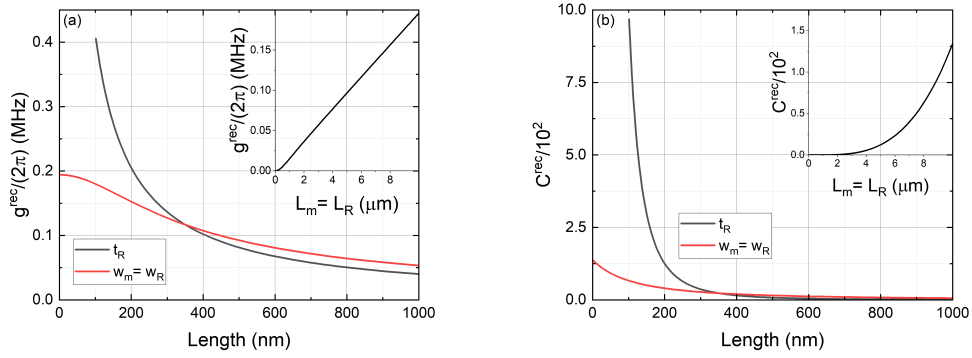 (a)
g^rec/(2π) (MHz)
0.4
0.3
0.2
0.1
0.0
0 200 400 600 800 1000
Length (nm)
t_R
w_m= w_R
g^rec/(2π) (MHz)
0.15
0.10
0.05
0.00
0 2 4 6 8
L_m= L_R (μm)
(b)
C^rec/10^2
10.0
7.5
5.0
2.5
0.0
0 200 400 600 800 1000
Length (nm)
t_R
w_m= w_R
C^rec/10^2
1.5
1.0
0.5
0.0
0 2 4 6 8
L_m= L_R (μm)